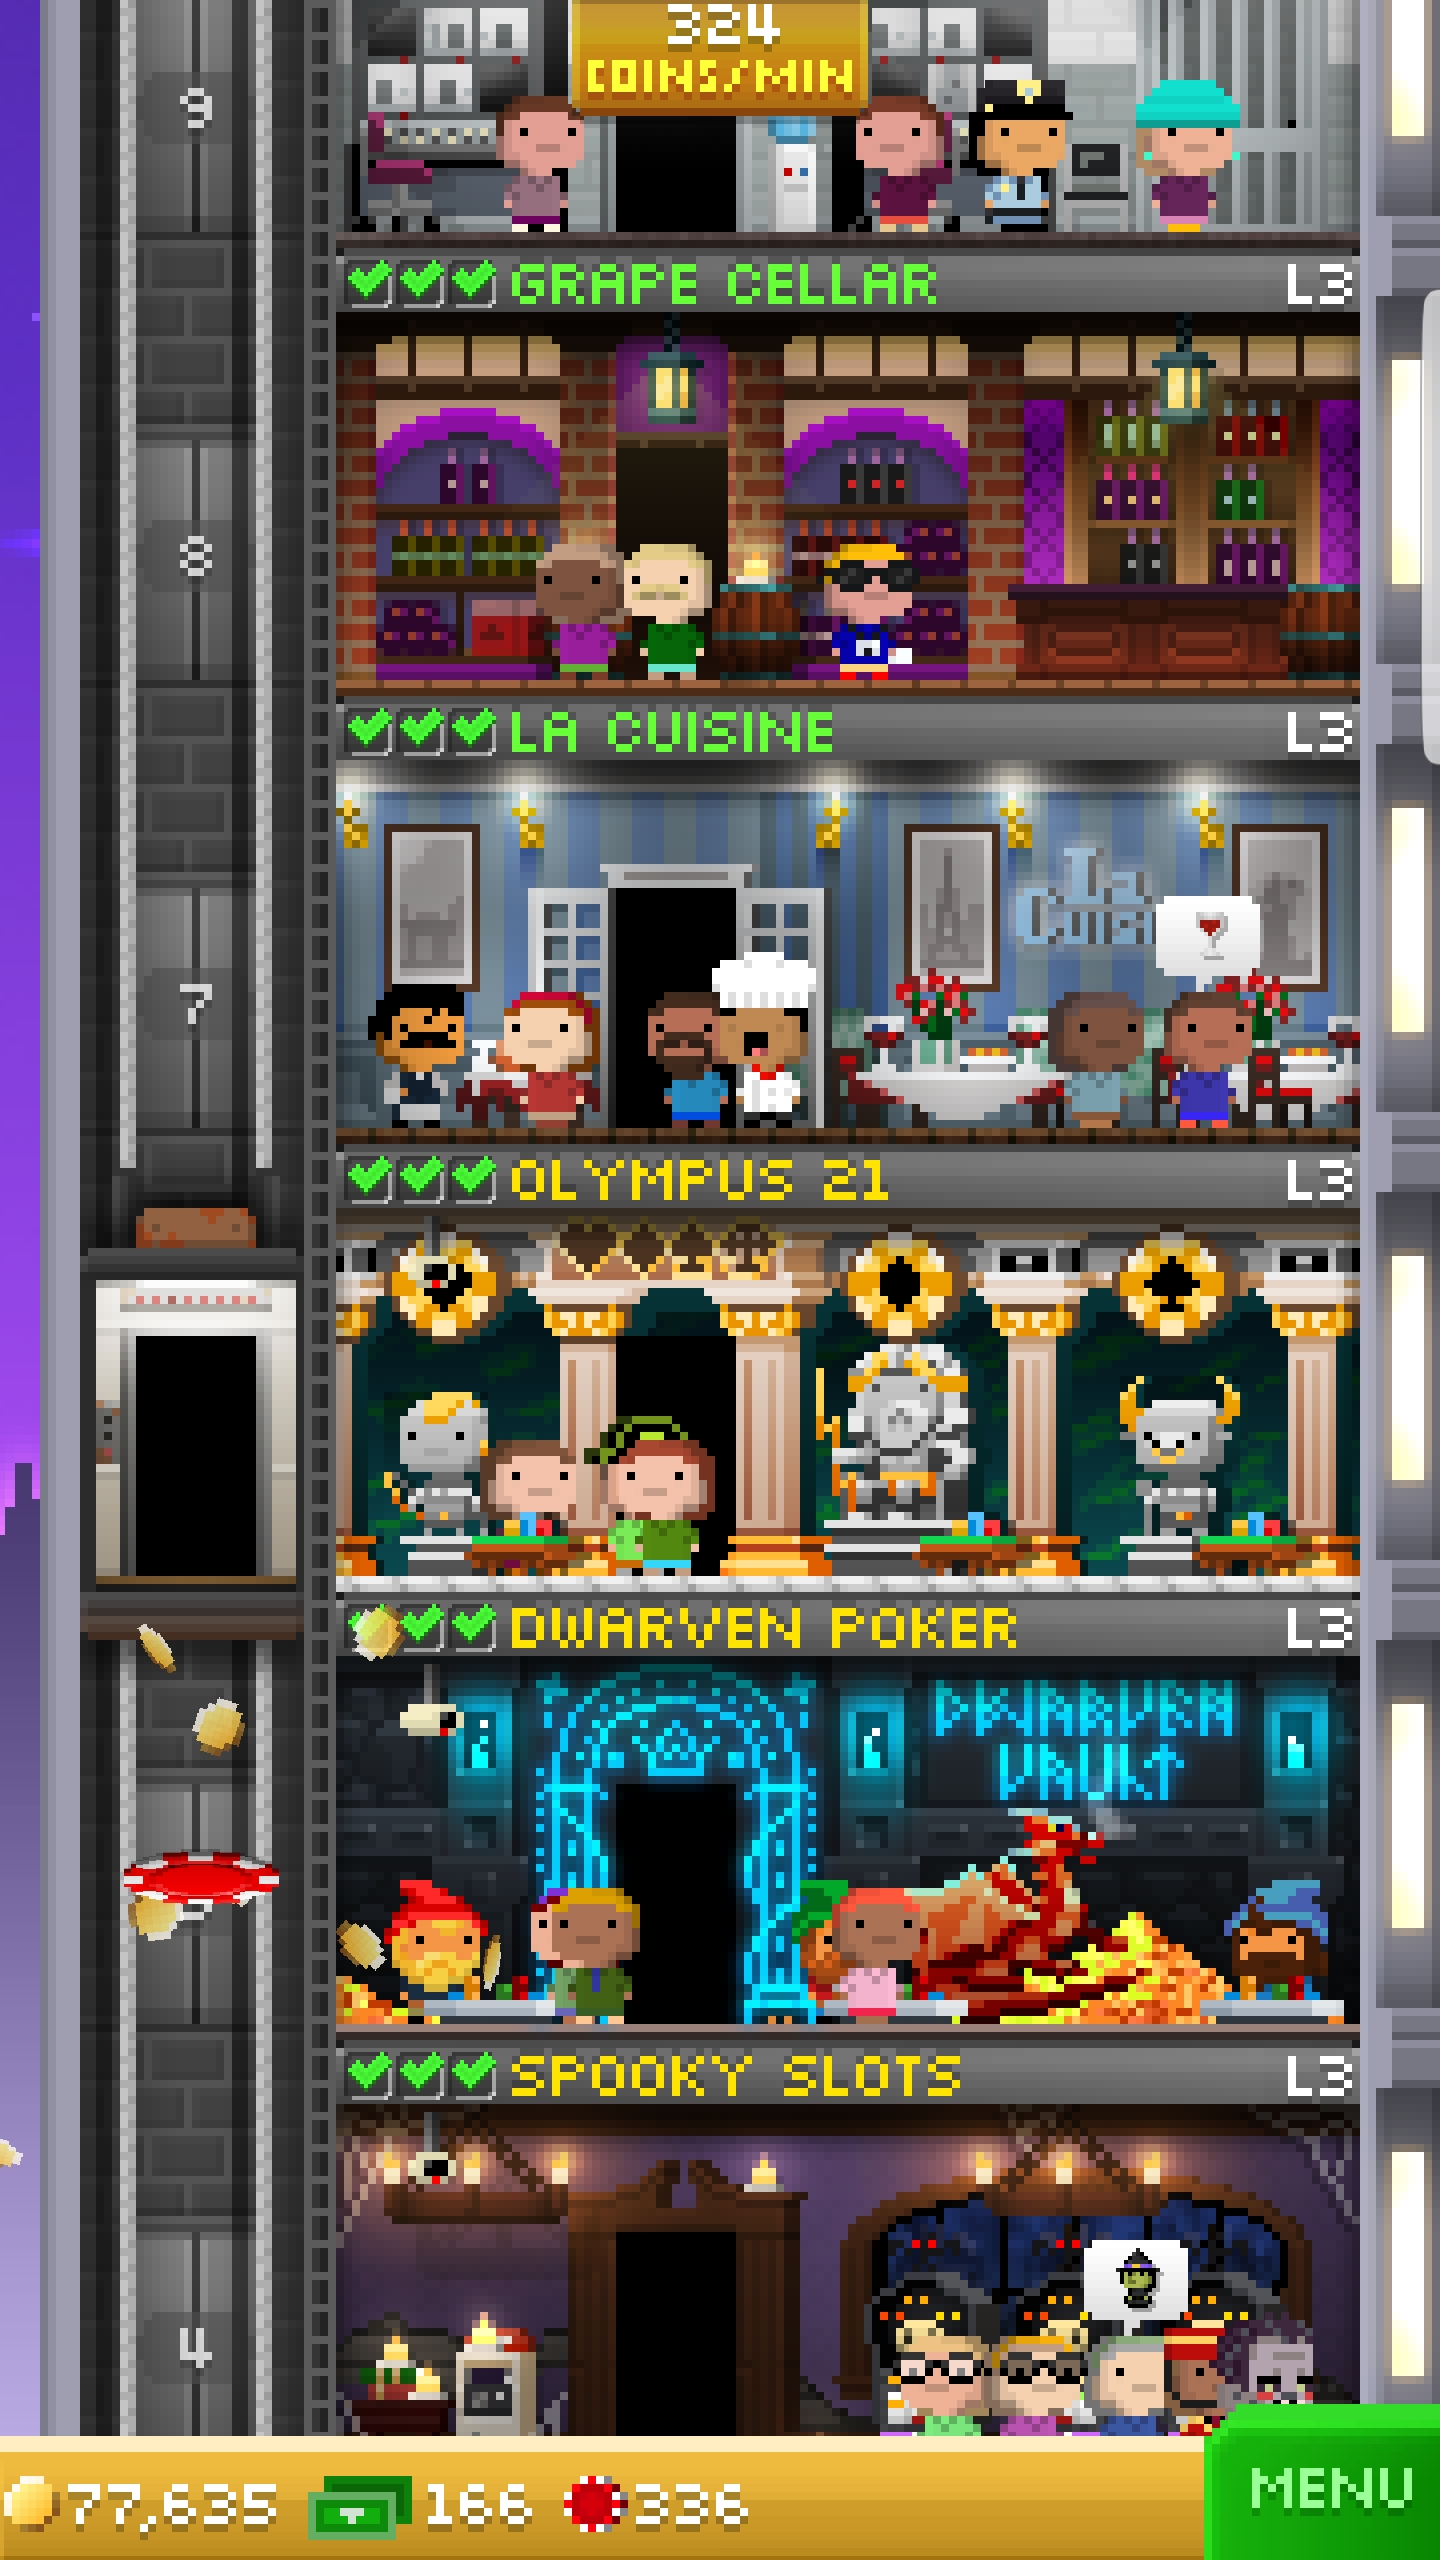 324
COINS/MIN
9
GRAPE CELLAR L3
8
LA CUISINE L3
La
7
OLYMPUS 21 L3
DWARVEN POKER L3
DWARVEN
VAULT
SPOOKY SLOTS L3
4
77,635 166 336 MENU